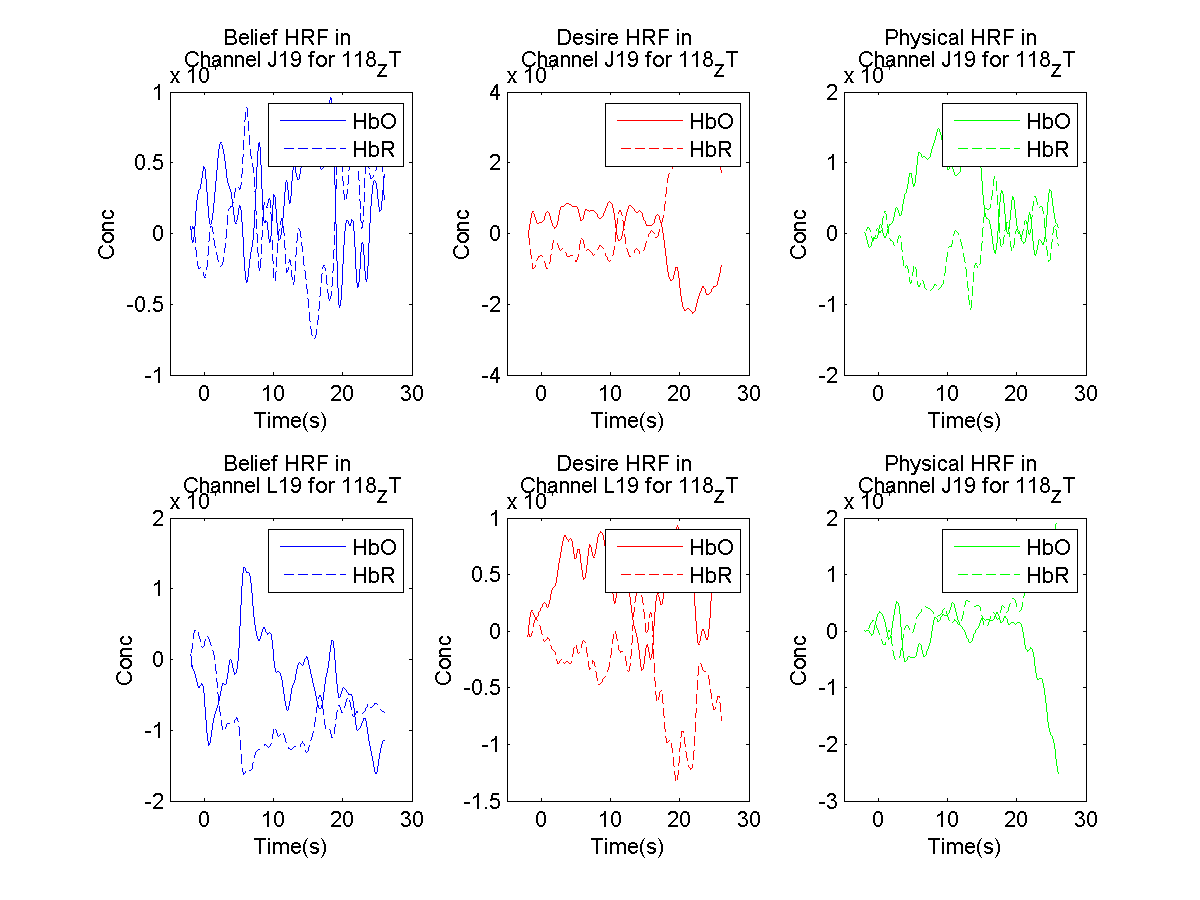 Belief HRF in
Channel J19 for 118zT
Desire HRF in
Channel J19 for 118zT
Physical HRF in
Channel J19 for 118zT
x 10
x 10
x 10
1
0.5
0
-0.5
-1
4
2
0
-2
-4
2
1
0
-1
-2
Conc
Conc
Conc
HbO
HbR
HbO
HbR
HbO
HbR
0 10 20 30
0 10 20 30
0 10 20 30
Time(s)
Time(s)
Time(s)
Belief HRF in
Channel L19 for 118zT
Desire HRF in
Channel L19 for 118zT
Physical HRF in
Channel J19 for 118zT
x 10
x 10
x 10
2
1
0
-1
-2
1
0.5
0
-0.5
-1
-1.5
2
1
0
-1
-2
-3
Conc
Conc
Conc
HbO
HbR
HbO
HbR
HbO
HbR
0 10 20 30
0 10 20 30
0 10 20 30
Time(s)
Time(s)
Time(s)